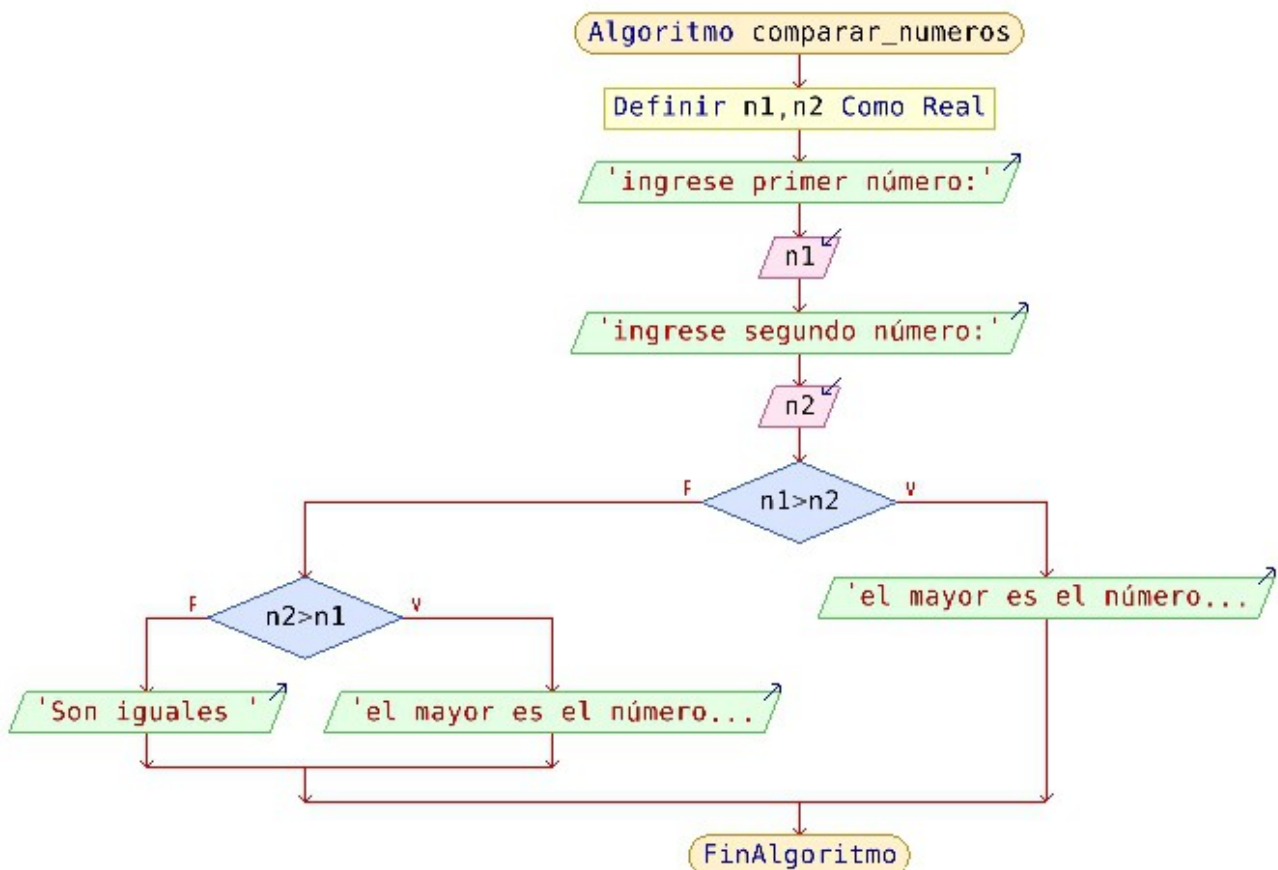 Algoritmo comparar_numeros
Definir n1,n2 Como Real
'ingrese primer número:'
n1
'ingrese segundo número:'
n2
n1>n2
F
V
n2>n1
F
V
'el mayor es el número...
'Son iguales '
'el mayor es el número...
FinAlgoritmo